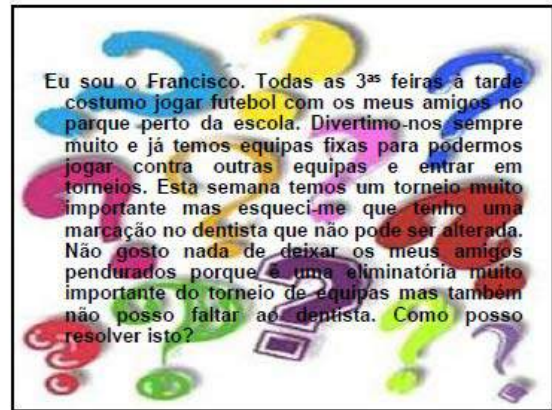 Eu sou o Francisco. Todas as 3ªs feiras à tarde
costumo jogar futebol com os meus amigos no
parque perto da escola. Divertimo-nos sempre
muito e já temos equipas fixas para podermos
jogar contra outras equipas e entrar em
torneios. Esta semana temos um torneio muito
importante mas esqueci-me que tenho uma
marcação no dentista que não pode ser alterada.
Não gosto nada de deixar os meus amigos
pendurados porque é uma eliminatória muito
importante do torneio de equipas mas também
não posso faltar ao dentista. Como posso
resolver isto?